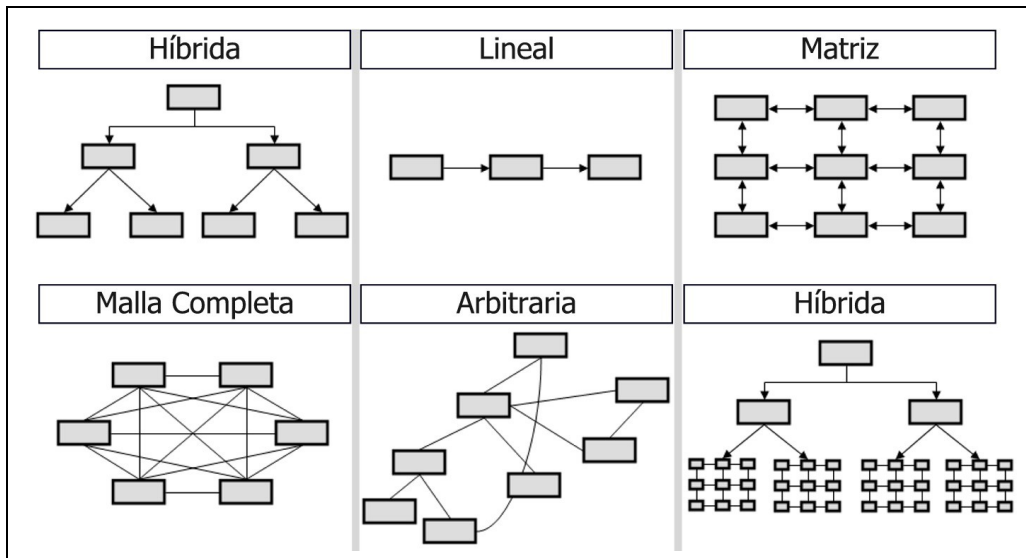 Híbrida
Lineal
Matriz
Malla Completa
Arbitraria
Híbrida